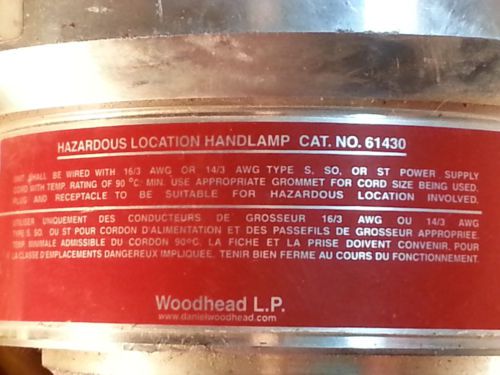 HAZARDOUS LOCATION HANDLAMP CAT. NO. 61430
UNIT SHALL BE WIRED WITH 16/3 AWG OR 14/3 AWG TYPE S, SO, OR ST POWER SUPPLY
CORD WITH TEMP. RATING OF 90 °C MIN. USE APPROPRIATE GROMMET FOR CORD SIZE BEING USED.
PLUG AND RECEPTACLE TO BE SUITABLE FOR HAZARDOUS LOCATION INVOLVED.
UTILISER UNIQUEMENT DES CONDUCTEURS DE GROSSEUR 16/3 AWG OU 14/3 AWG
TYPE S, SO OU ST POUR CORDON D'ALIMENTATION ET DES PASSEFILS DE GROSSEUR APPROPRIEE.
TEMP. MINIMALE ADMISSIBLE DU CORDON 90ºC. LA FICHE ET LA PRISE DOIVENT CONVENIR, POUR
LA CLASSE D'EMPLACEMENTS DANGEREUX IMPLIQUÉE. TENIR BIEN FERME AU COURS DU FONCTIONNEMENT.
Woodhead L.P.
www.danielwoodhead.com